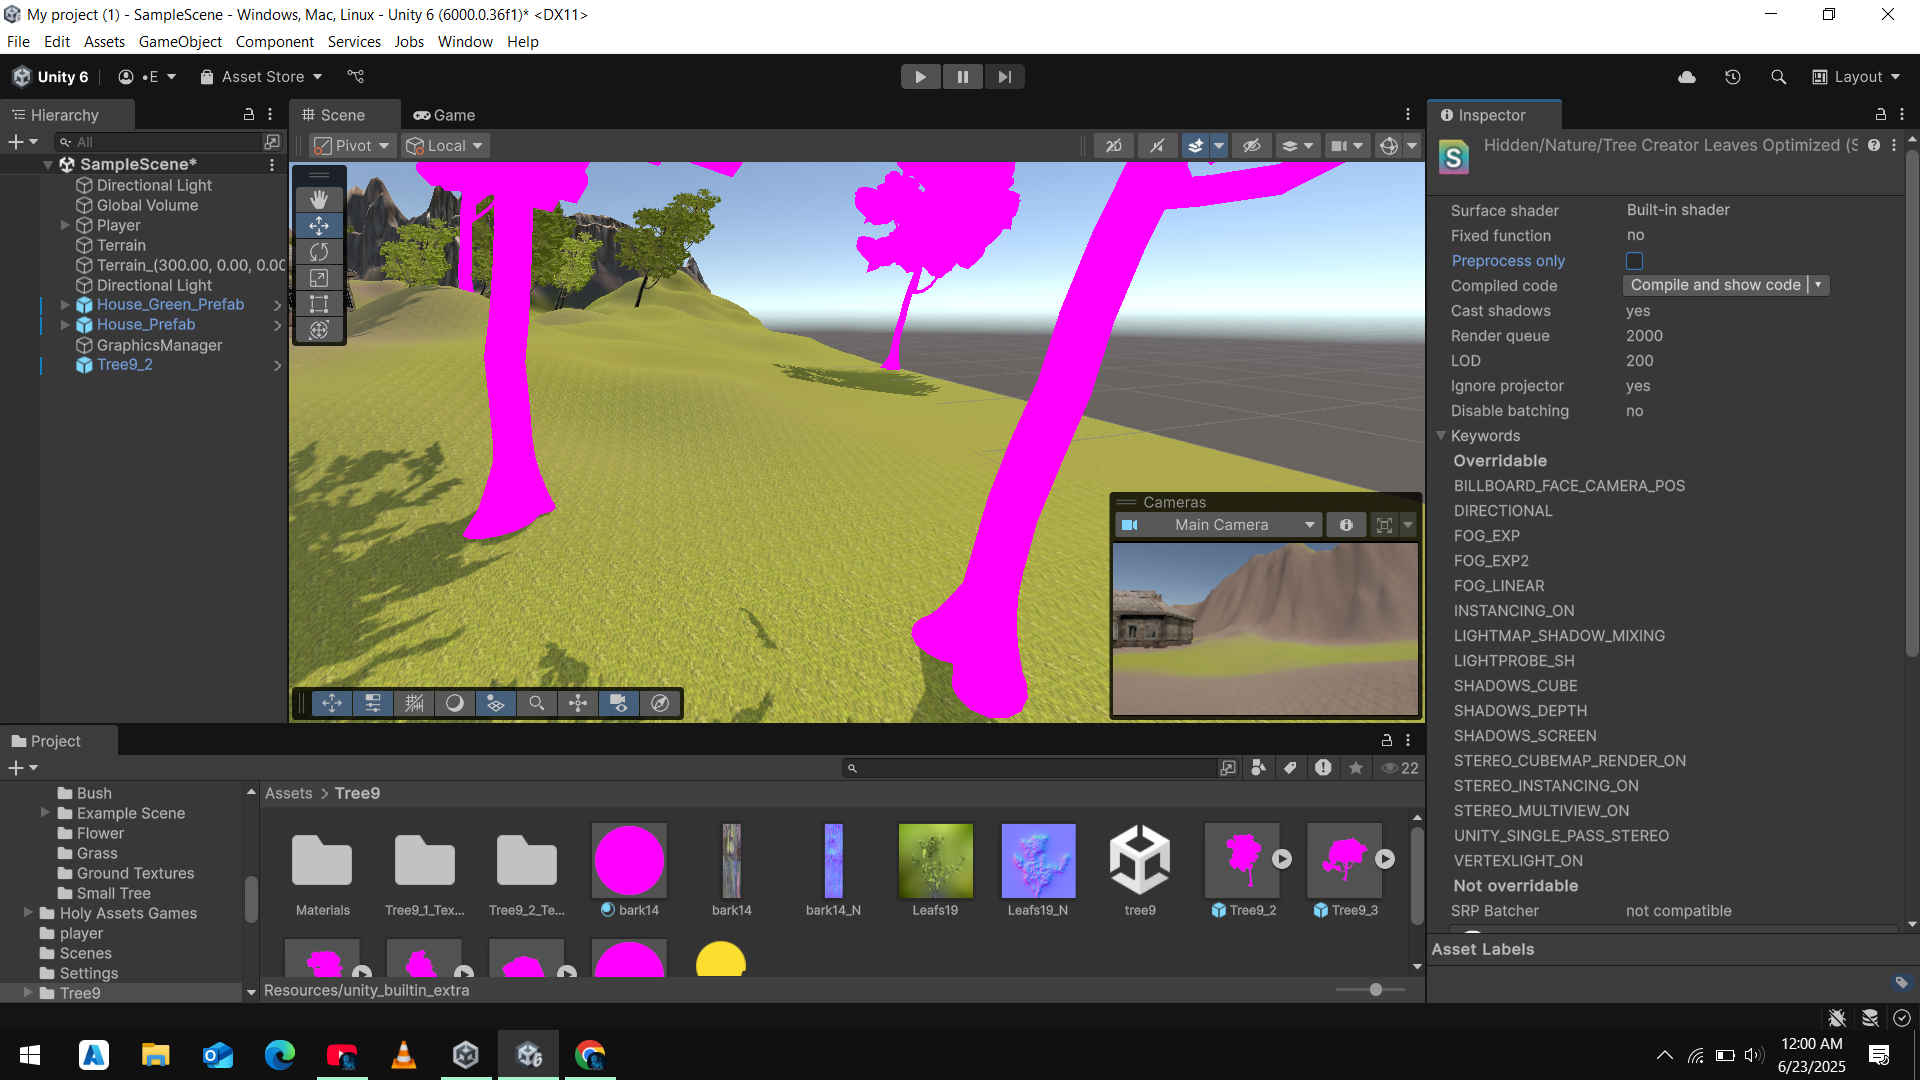 My project (1) - SampleScene - Windows, Mac, Linux - Unity 6 (6000.0.36f1)* <DX11>
File Edit Assets GameObject Component Services Jobs Window Help
Unity 6 •E Asset Store Layout
Hierarchy
All
SampleScene*
Directional Light
Global Volume
Player
Terrain
Terrain_(300.00, 0.00, 0.00
Directional Light
House_Green_Prefab
House_Prefab
GraphicsManager
Tree9_2
Scene Game
Pivot Local 2D
Cameras
Main Camera
Inspector
Hidden/Nature/Tree Creator Leaves Optimized (S
S
Surface shader Built-in shader
Fixed function no
Preprocess only
Compiled code Compile and show code
Cast shadows yes
Render queue 2000
LOD 200
Ignore projector yes
Disable batching no
Keywords
Overridable
BILLBOARD_FACE_CAMERA_POS
DIRECTIONAL
FOG_EXP
FOG_EXP2
FOG_LINEAR
INSTANCING_ON
LIGHTMAP_SHADOW_MIXING
LIGHTPROBE_SH
SHADOWS_CUBE
SHADOWS_DEPTH
SHADOWS_SCREEN
STEREO_CUBEMAP_RENDER_ON
STEREO_INSTANCING_ON
STEREO_MULTIVIEW_ON
UNITY_SINGLE_PASS_STEREO
VERTEXLIGHT_ON
Not overridable
SRP Batcher not compatible
Asset Labels
Project
22
Bush
Example Scene
Flower
Grass
Ground Textures
Small Tree
Holy Assets Games
player
Scenes
Settings
Tree9
Assets > Tree9
Materials Tree9_1_Tex... Tree9_2_Te... bark14 bark14 bark14_N Leafs19 Leafs19_N tree9 Tree9_2 Tree9_3
Resources/unity_builtin_extra
12:00 AM
6/23/2025